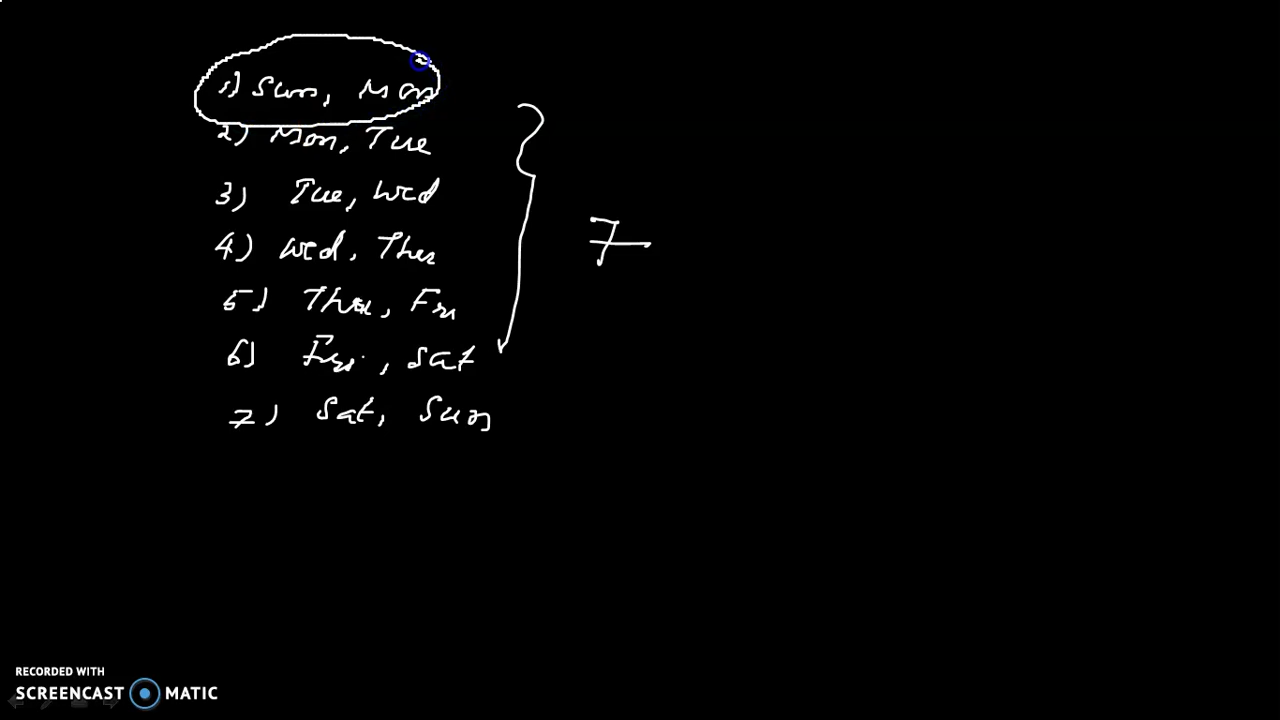 1) Sun, Mon
2) Mon, Tue
3) Tue, Wed
4) Wed, Thu
5) Thu, Fri
6) Fri, Sat
7) Sat, Sun
7
RECORDED WITH
SCREENCAST MATIC